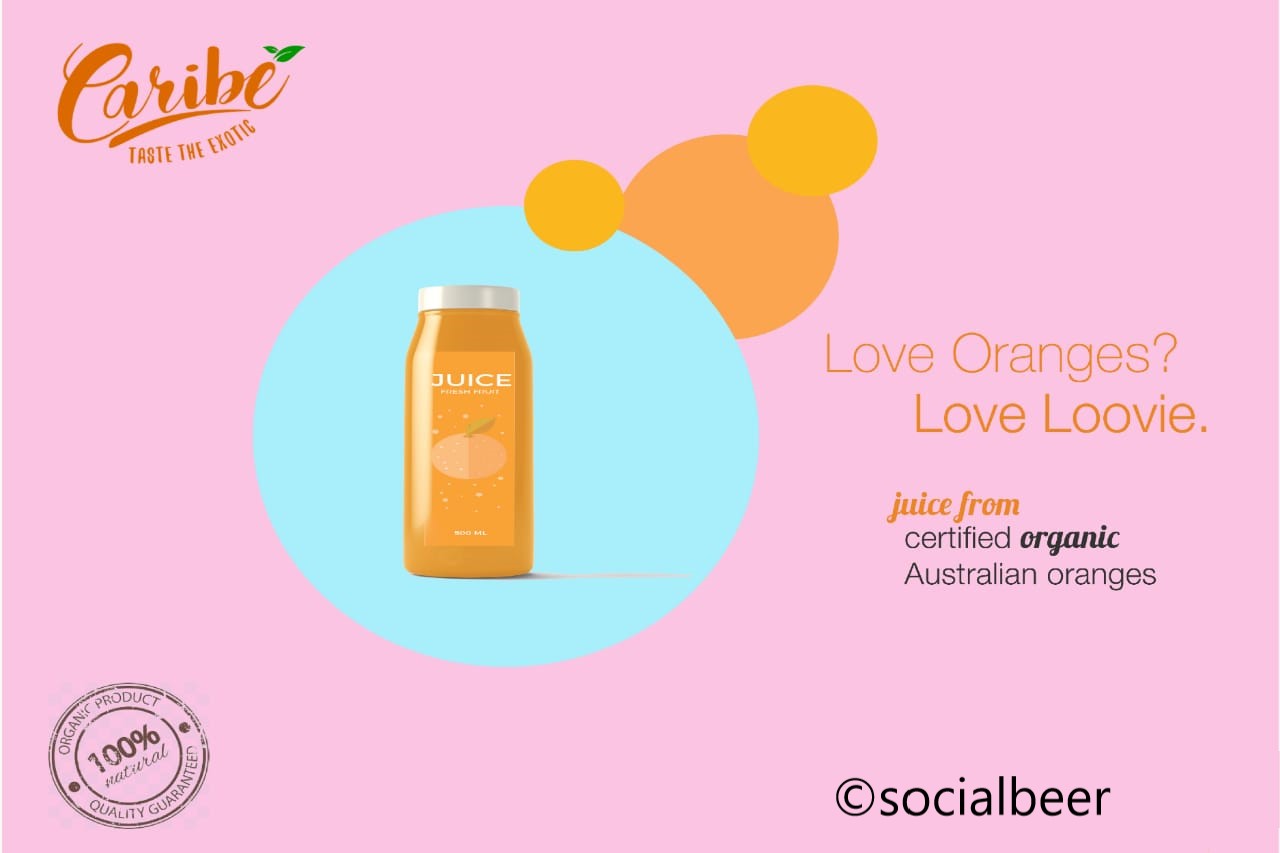 Caribé
TASTE THE EXOTIC
JUICE
FRESH FRUIT
500 ML
Love Oranges?
Love Loovie.
juice from
certified organic
Australian oranges
ORGANIC PRODUCT
100%
natural
QUALITY GUARANTEED
©socialbeer